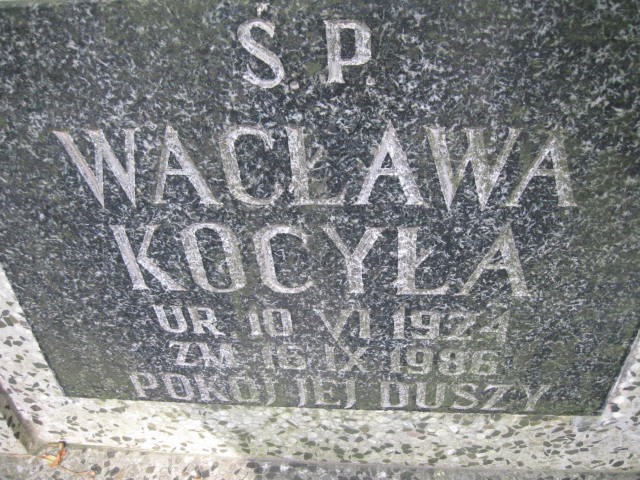 Ś. P.
WACŁAWA
KOCYŁA
UR 10 VI 1924
ZM. 16 IX 1986
POKÓJ JEJ DUSZY